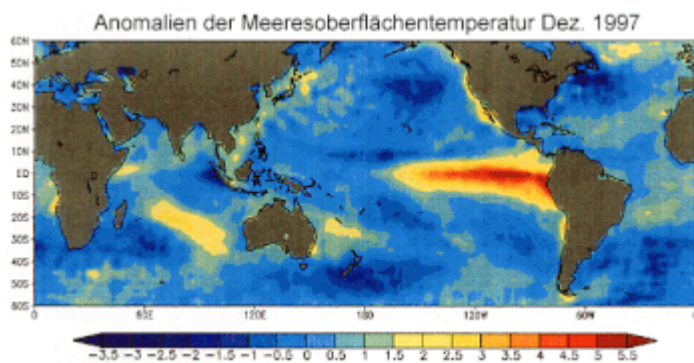 Anomalien der Meeresoberflächentemperatur Dez. 1997
60N
50N
40N
30N
20N
10N
EQ
10S
20S
30S
40S
50S
60S
0 60E 120E 180 120W 60W 0
-3.5 -3 -2.5 -2 -1.5 -1 -0.5 0 0.5 1 1.5 2 2.5 3 3.5 4 4.5 5 5.5